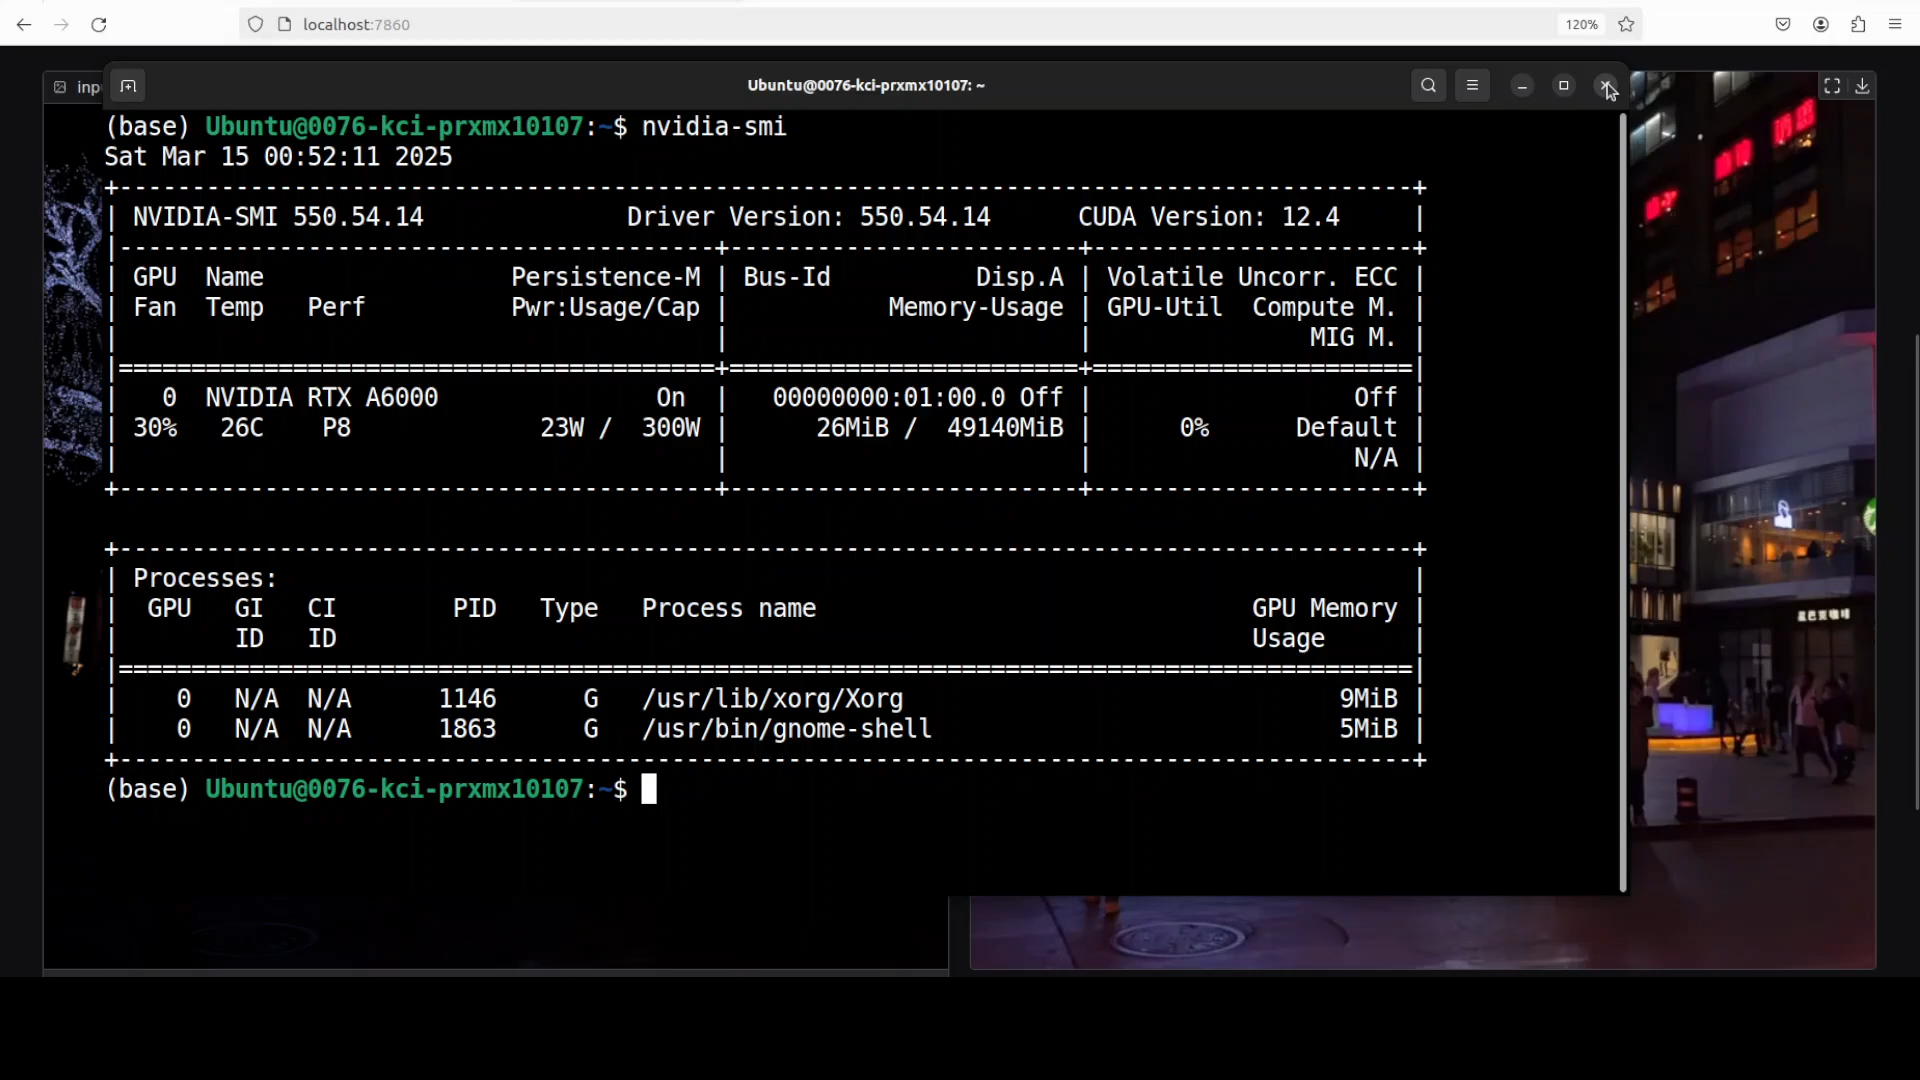 localhost:7860
120%
inpu
Ubuntu@0076-kci-prxmx10107: ~
(base) Ubuntu@0076-kci-prxmx10107:~$ nvidia-smi
Sat Mar 15 00:52:11 2025
+-----------------------------------------------------------------------------------------+
| NVIDIA-SMI 550.54.14              Driver Version: 550.54.14      CUDA Version: 12.4     |
|-----------------------------------------+------------------------+----------------------+
| GPU  Name                 Persistence-M | Bus-Id          Disp.A | Volatile Uncorr. ECC |
| Fan  Temp   Perf          Pwr:Usage/Cap |           Memory-Usage | GPU-Util  Compute M. |
|                                         |                        |               MIG M. |
|=========================================+========================+======================|
|   0  NVIDIA RTX A6000               On  |   00000000:01:00.0 Off |                  Off |
| 30%   26C    P8             23W /  300W |      26MiB /  49140MiB |      0%      Default |
|                                         |                        |                  N/A |
+-----------------------------------------+------------------------+----------------------+
+-----------------------------------------------------------------------------------------+
| Processes:                                                                              |
|  GPU   GI   CI        PID   Type   Process name                              GPU Memory |
|        ID   ID                                                               Usage      |
|=========================================================================================|
|    0   N/A  N/A      1146      G   /usr/lib/xorg/Xorg                              9MiB |
|    0   N/A  N/A      1863      G   /usr/bin/gnome-shell                            5MiB |
+-----------------------------------------------------------------------------------------+
(base) Ubuntu@0076-kci-prxmx10107:~$